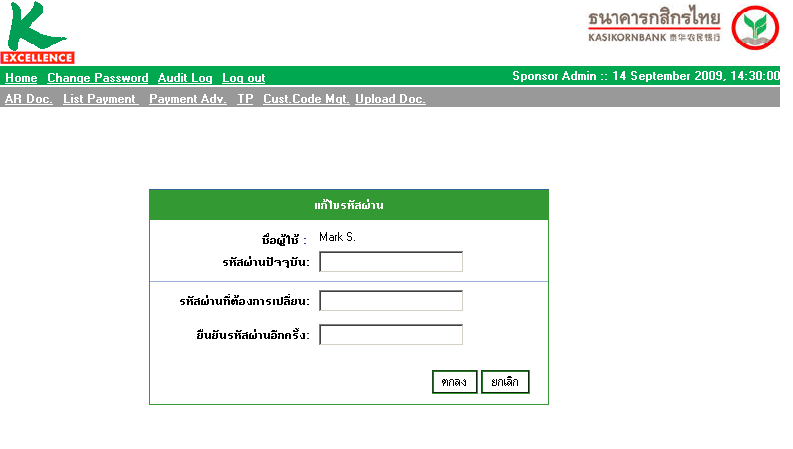 K
EXCELLENCE
ธนาคารกสิกรไทย
KASIKORNBANK 泰华农民银行
Home Change Password Audit Log Log out Sponsor Admin :: 14 September 2009, 14:30:00
AR Doc. List Payment Payment Adv. TP Cust.Code Mgt. Upload Doc.
แก้ไขรหัสผ่าน
ชื่อผู้ใช้ : Mark S.
รหัสผ่านปัจจุบัน:
รหัสผ่านที่ต้องการเปลี่ยน:
ยืนยันรหัสผ่านอีกครั้ง:
ตกลง ยกเลิก